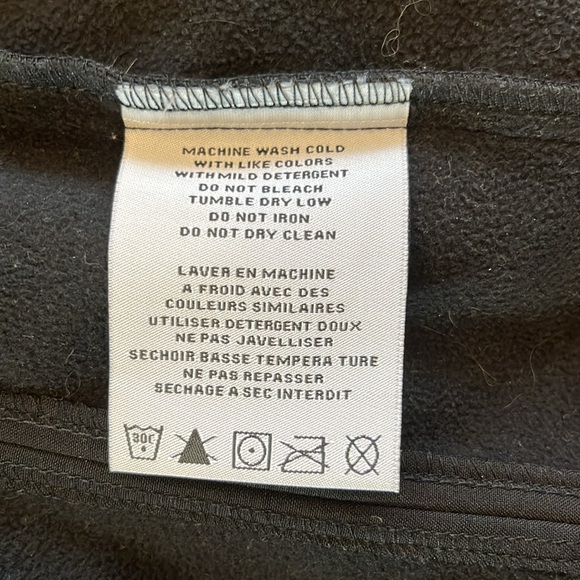 MACHINE WASH COLD
WITH LIKE COLORS
WITH MILD DETERGENT
DO NOT BLEACH
TUMBLE DRY LOW
DO NOT IRON
DO NOT DRY CLEAN
LAVER EN MACHINE
A FROID AVEC DES
COULEURS SIMILAIRES
UTILISER DETERGENT DOUX
NE PAS JAVELLISER
SECHOIR BASSE TEMPERA TURE
NE PAS REPASSER
SECHAGE A SEC INTERDIT
30C